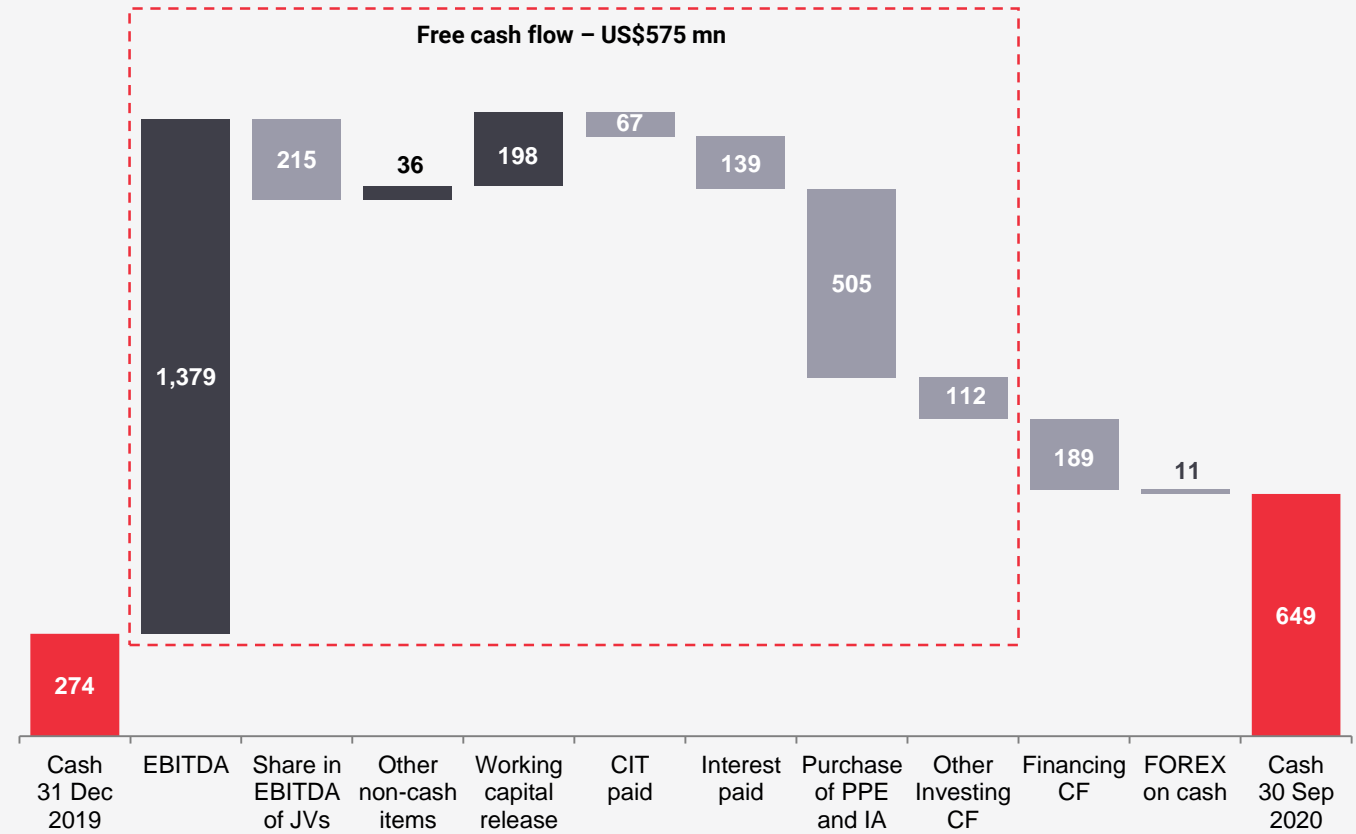 Free cash flow – US$575 mn
274
1,379
215
36
198
67
139
505
112
189
11
649
Cash
31 Dec
2019
EBITDA
Share in
EBITDA
of JVs
Other
non-cash
items
Working
capital
release
CIT
paid
Interest
paid
Purchase
of PPE
and IA
Other
Investing
CF
Financing
CF
FOREX
on cash
Cash
30 Sep
2020